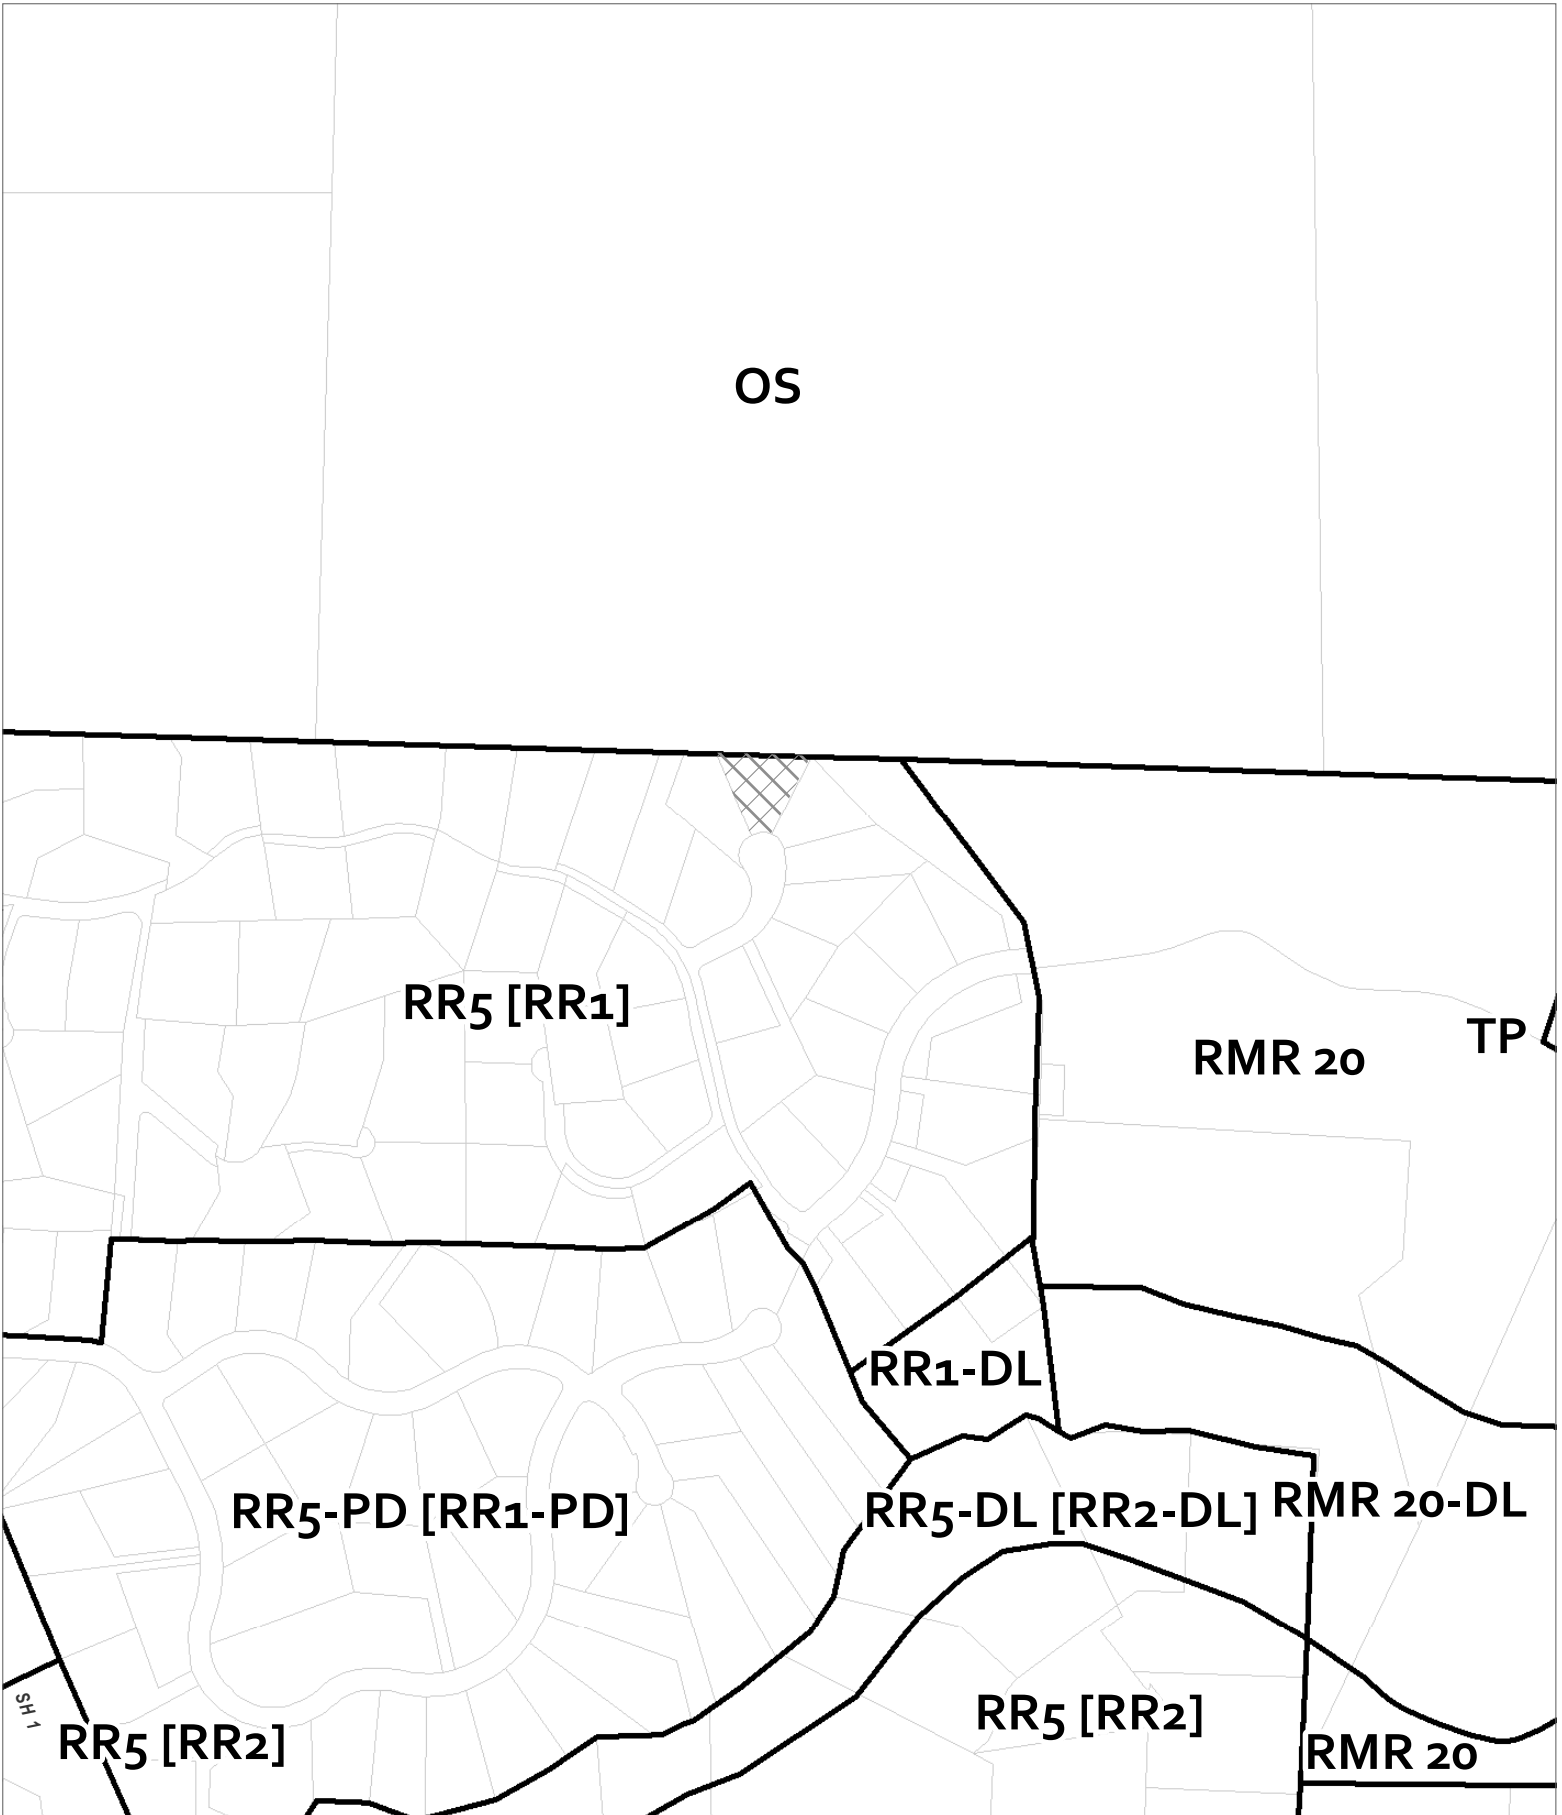 OS
RR5 [RR1]
TP
RMR 20
RR1-DL
RR5-PD [RR1-PD]
RR5-DL [RR2-DL]
RMR 20-DL
SH 1
RR5 [RR2]
RR5 [RR2]
RMR 20